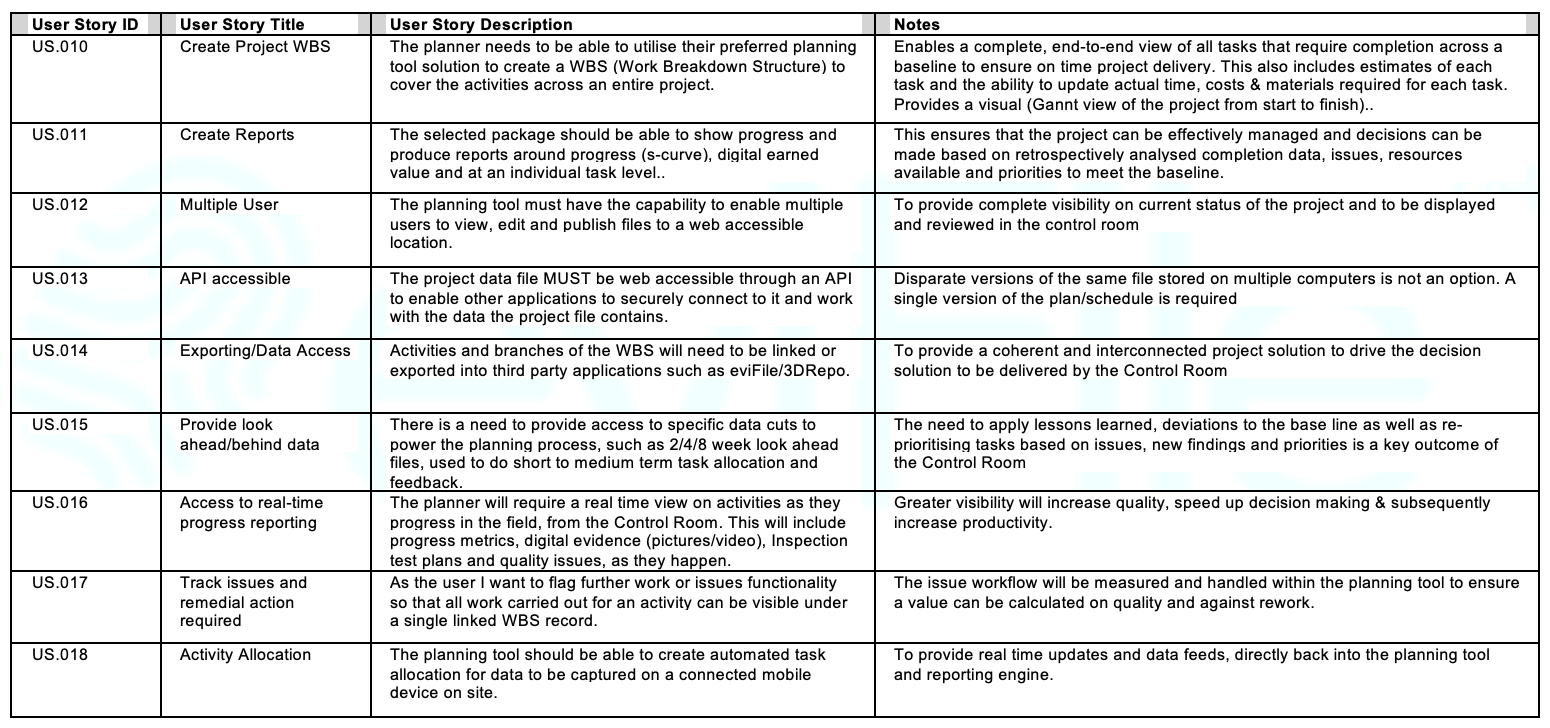 User Story ID
User Story Title
User Story Description
Notes
US.010
Create Project WBS
The planner needs to be able to utilise their preferred planning
tool solution to create a WBS (Work Breakdown Structure) to
cover the activities across an entire project.
Enables a complete, end-to-end view of all tasks that require completion across a
baseline to ensure on time project delivery. This also includes estimates of each
task and the ability to update actual time, costs & materials required for each task.
Provides a visual (Gannt view of the project from start to finish)..
US.011
Create Reports
The selected package should be able to show progress and
produce reports around progress (s-curve), digital earned
value and at an individual task level..
This ensures that the project can be effectively managed and decisions can be
made based on retrospectively analysed completion data, issues, resources
available and priorities to meet the baseline.
US.012
Multiple User
The planning tool must have the capability to enable multiple
users to view, edit and publish files to a web accessible
location.
To provide complete visibility on current status of the project and to be displayed
and reviewed in the control room
US.013
API accessible
The project data file MUST be web accessible through an API
to enable other applications to securely connect to it and work
with the data the project file contains.
Disparate versions of the same file stored on multiple computers is not an option. A
single version of the plan/schedule is required
US.014
Exporting/Data Access
Activities and branches of the WBS will need to be linked or
exported into third party applications such as eviFile/3DRepo.
To provide a coherent and interconnected project solution to drive the decision
solution to be delivered by the Control Room
US.015
Provide look
ahead/behind data
There is a need to provide access to specific data cuts to
power the planning process, such as 2/4/8 week look ahead
files, used to do short to medium term task allocation and
feedback.
The need to apply lessons learned, deviations to the base line as well as re-
prioritising tasks based on issues, new findings and priorities is a key outcome of
the Control Room
US.016
Access to real-time
progress reporting
The planner will require a real time view on activities as they
progress in the field, from the Control Room. This will include
progress metrics, digital evidence (pictures/video), Inspection
test plans and quality issues, as they happen.
Greater visibility will increase quality, speed up decision making & subsequently
increase productivity.
US.017
Track issues and
remedial action
required
As the user I want to flag further work or issues functionality
so that all work carried out for an activity can be visible under
a single linked WBS record.
The issue workflow will be measured and handled within the planning tool to ensure
a value can be calculated on quality and against rework.
US.018
Activity Allocation
The planning tool should be able to create automated task
allocation for data to be captured on a connected mobile
device on site.
To provide real time updates and data feeds, directly back into the planning tool
and reporting engine.
eviFile